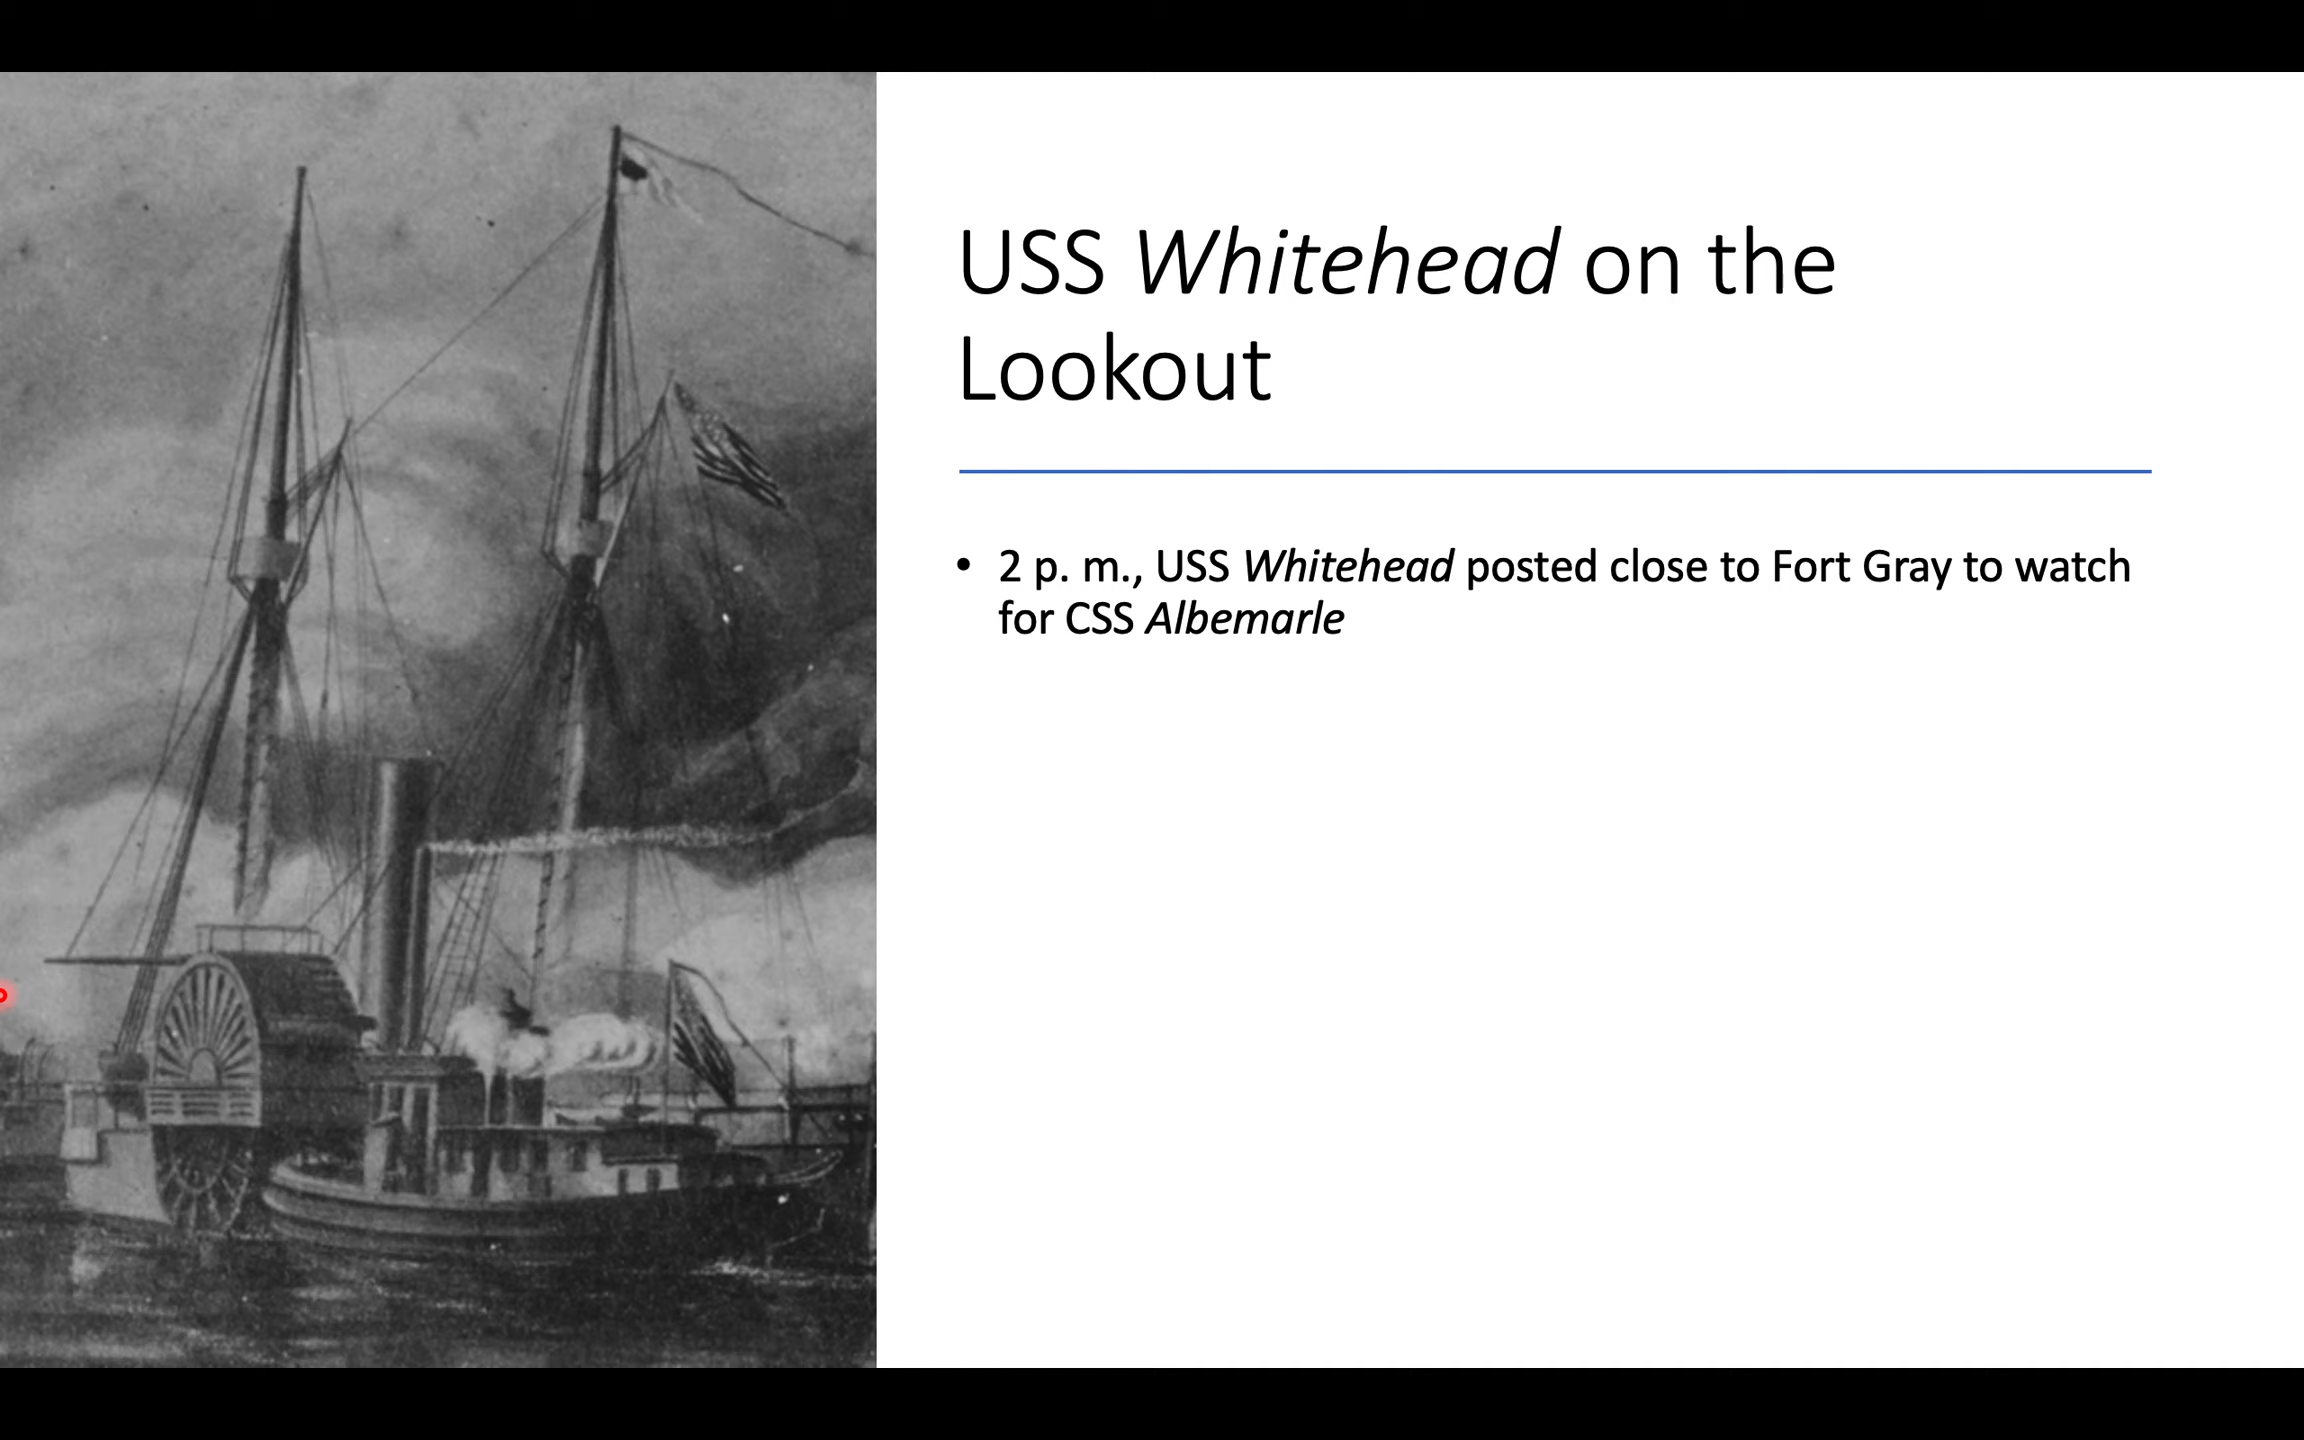 USS Whitehead on the
Lookout
• 2 p. m., USS Whitehead posted close to Fort Gray to watch
for CSS Albemarle